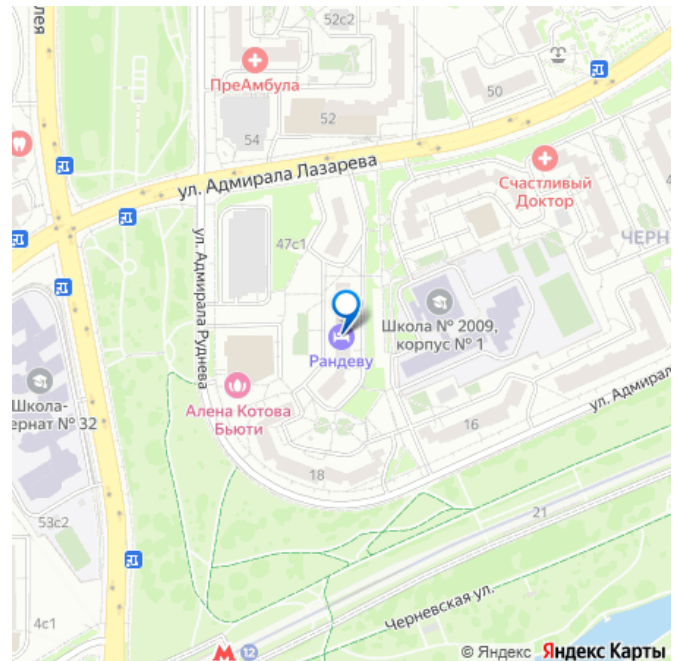 лея
52с2
ПреАмбула
52
54
50
ул. Адмирала Лазарева
Счастливый
Доктор
47с1
ЧЕРН
ул. Адмирала Руднева
Школа № 2009,
корпус № 1
Рандеву
Школа-
ернат № 32
Алена Котова
Бьюти
ул. Адмирал
16
18
53с2
21
4с1
Черневская ул.
12
© Яндекс Яндекс Карты